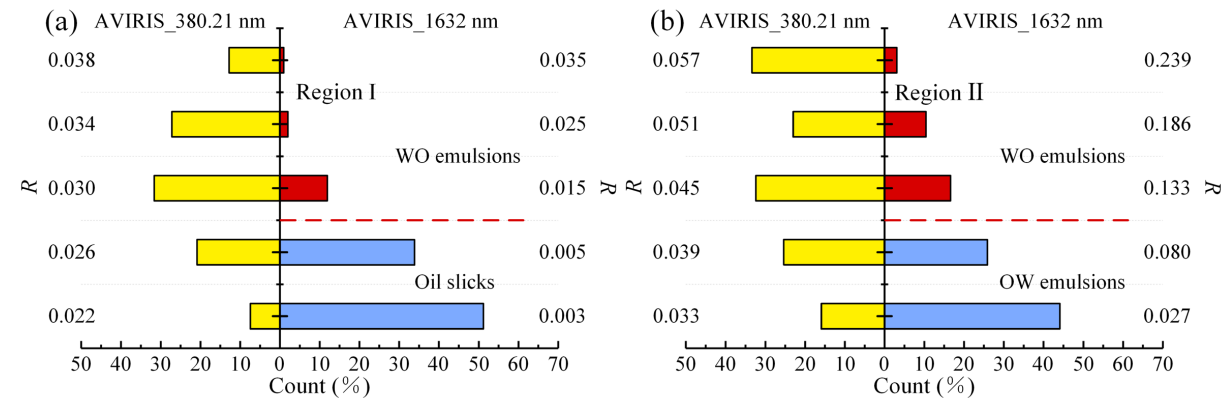 (a) AVIRIS_380.21 nm AVIRIS_1632 nm
0.038 0.035
Region I
0.034 0.025
WO emulsions
R 0.030 0.015 R
0.026 0.005
Oil slicks
0.022 0.003
50 40 30 20 10 0 10 20 30 40 50 60 70
Count (%)
(b) AVIRIS_380.21 nm AVIRIS_1632 nm
0.057 0.239
Region II
0.051 0.186
WO emulsions
R 0.045 0.133 R
0.039 0.080
OW emulsions
0.033 0.027
50 40 30 20 10 0 10 20 30 40 50 60 70
Count (%)